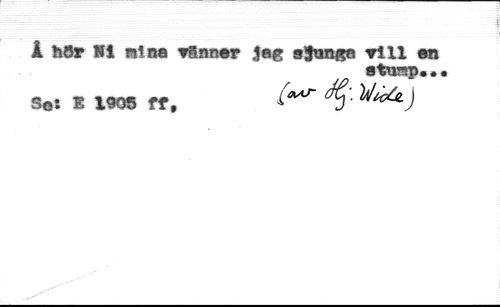 Å hör Ni mina vänner jag sjunga vill en
stump...
Se: E 1905 ff,
(av Hj. Wide)